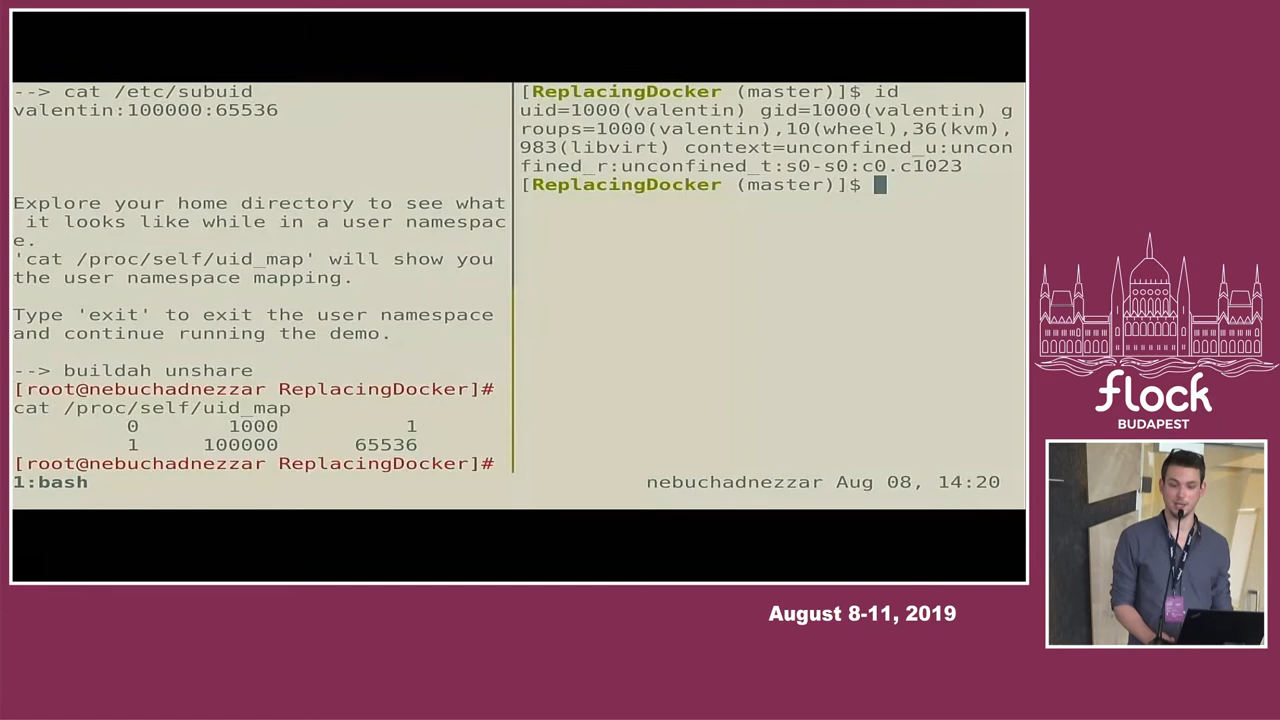 --> cat /etc/subuid
valentin:100000:65536
Explore your home directory to see what
it looks like while in a user namespac
e.
'cat /proc/self/uid_map' will show you
the user namespace mapping.
Type 'exit' to exit the user namespace
and continue running the demo.
--> buildah unshare
[root@nebuchadnezzar ReplacingDocker]#
cat /proc/self/uid_map
0 1000 1
1 100000 65536
[root@nebuchadnezzar ReplacingDocker]#
[ReplacingDocker (master)]$ id
uid=1000(valentin) gid=1000(valentin) g
roups=1000(valentin),10(wheel),36(kvm),
983(libvirt) context=unconfined_u:uncon
fined_r:unconfined_t:s0-s0:c0.c1023
[ReplacingDocker (master)]$
1:bash
nebuchadnezzar Aug 08, 14:20
flock
BUDAPEST
August 8-11, 2019